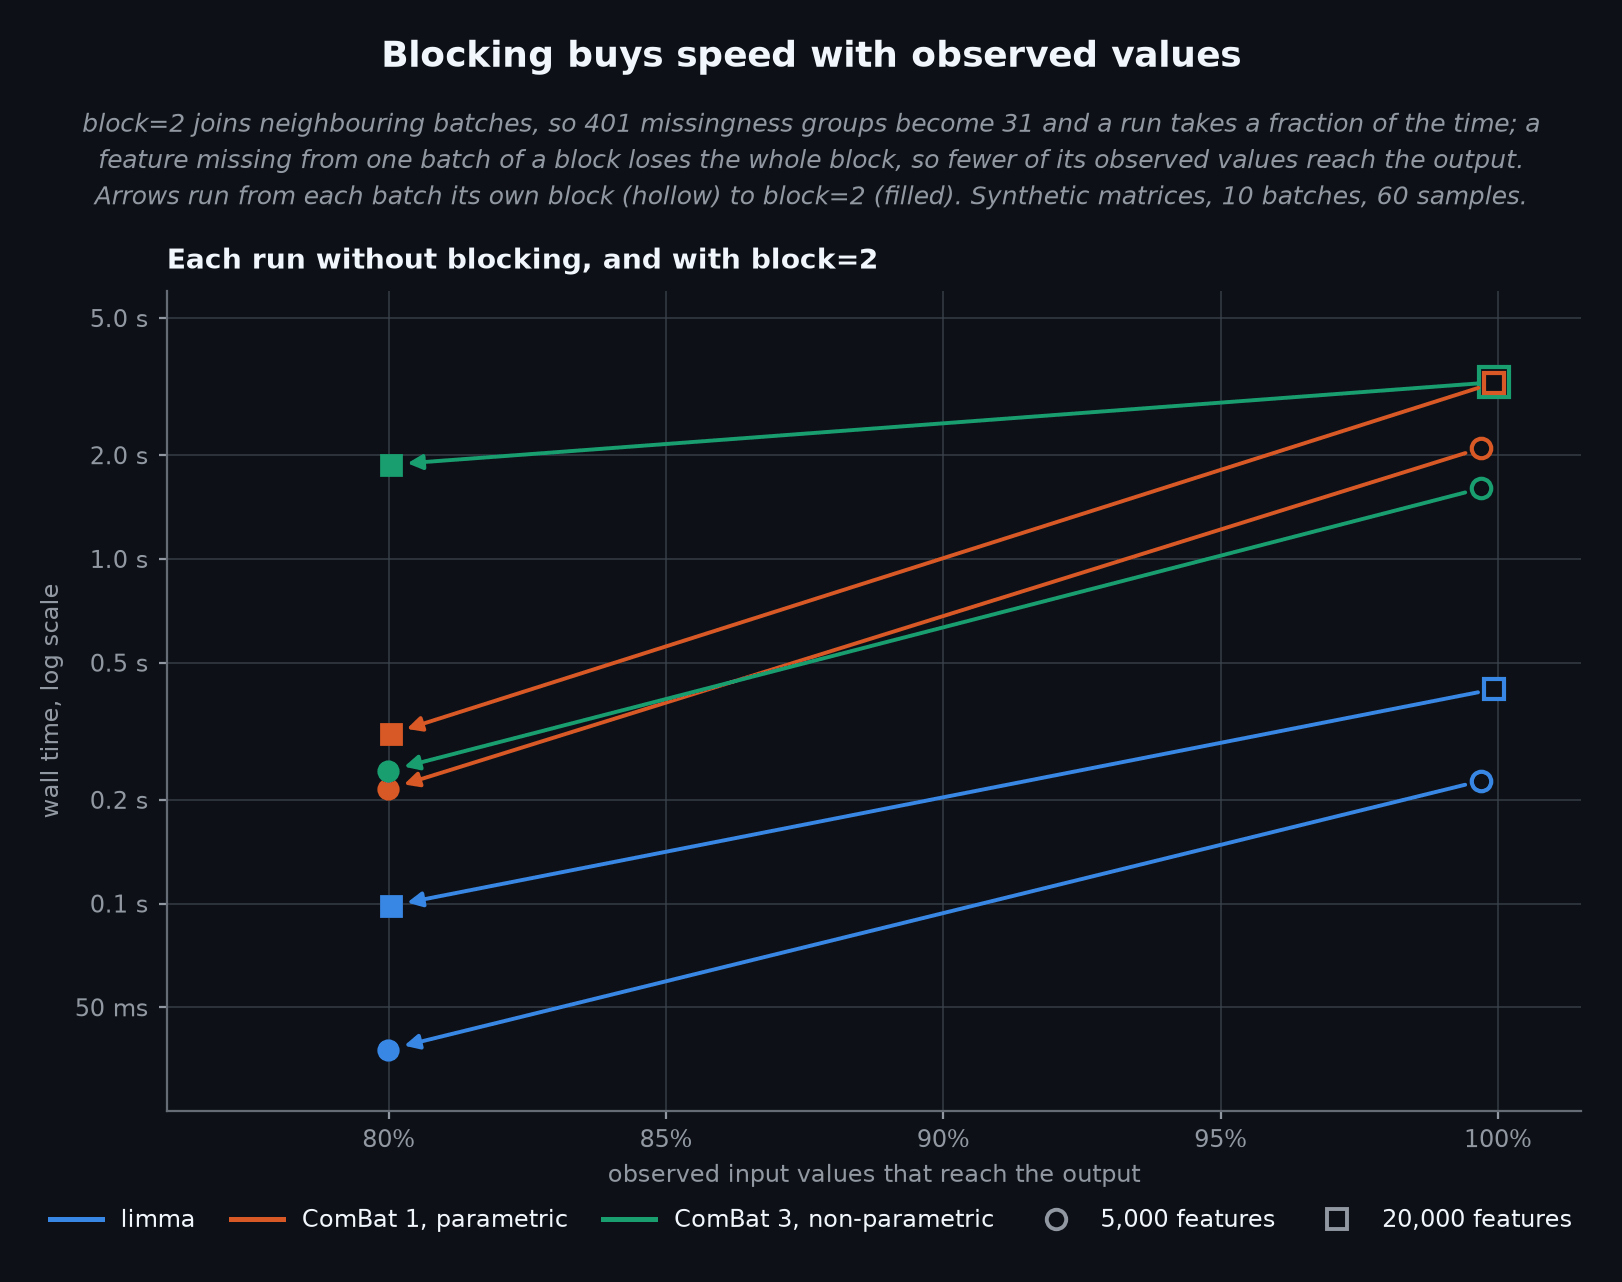 Blocking buys speed with observed values
block=2 joins neighbouring batches, so 401 missingness groups become 31 and a run takes a fraction of the time; a
feature missing from one batch of a block loses the whole block, so fewer of its observed values reach the output.
Arrows run from each batch its own block (hollow) to block=2 (filled). Synthetic matrices, 10 batches, 60 samples.
Each run without blocking, and with block=2
5.0 s
2.0 s
1.0 s
0.5 s
0.2 s
0.1 s
50 ms
wall time, log scale
80% 85% 90% 95% 100%
observed input values that reach the output
limma ComBat 1, parametric ComBat 3, non-parametric 5,000 features 20,000 features